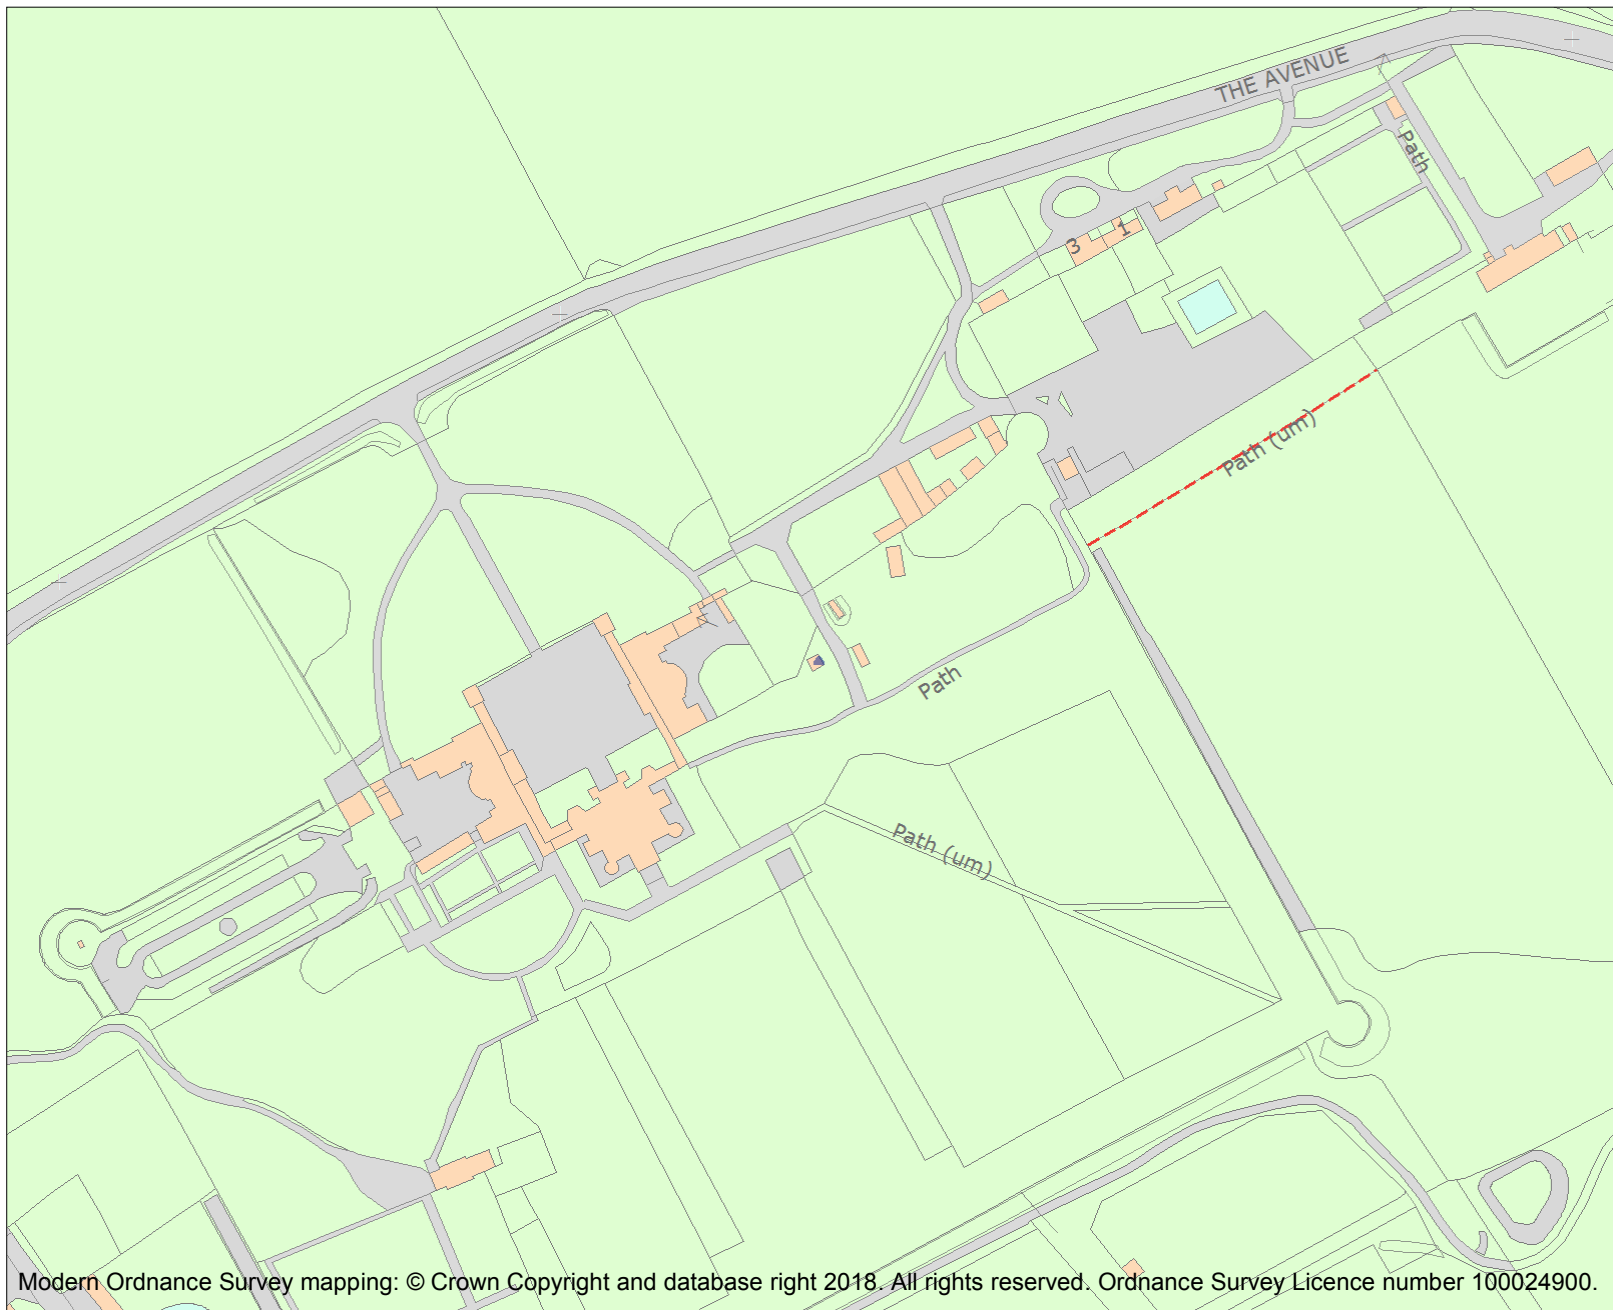 THE AVENUE
Path
1
3
Path (um)
Path
Path (um)
Modern Ordnance Survey mapping: © Crown Copyright and database right 2018. All rights reserved. Ordnance Survey Licence number 100024900.